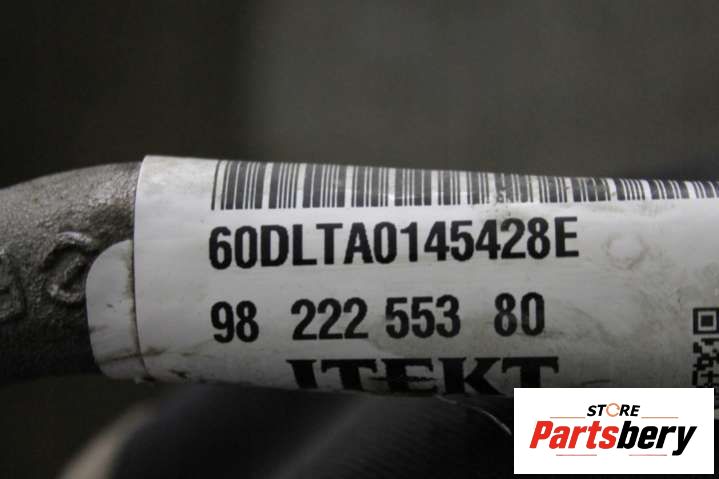 60DLTA0145428E
98 222 553 80
JTEKT
STORE
Partsbery